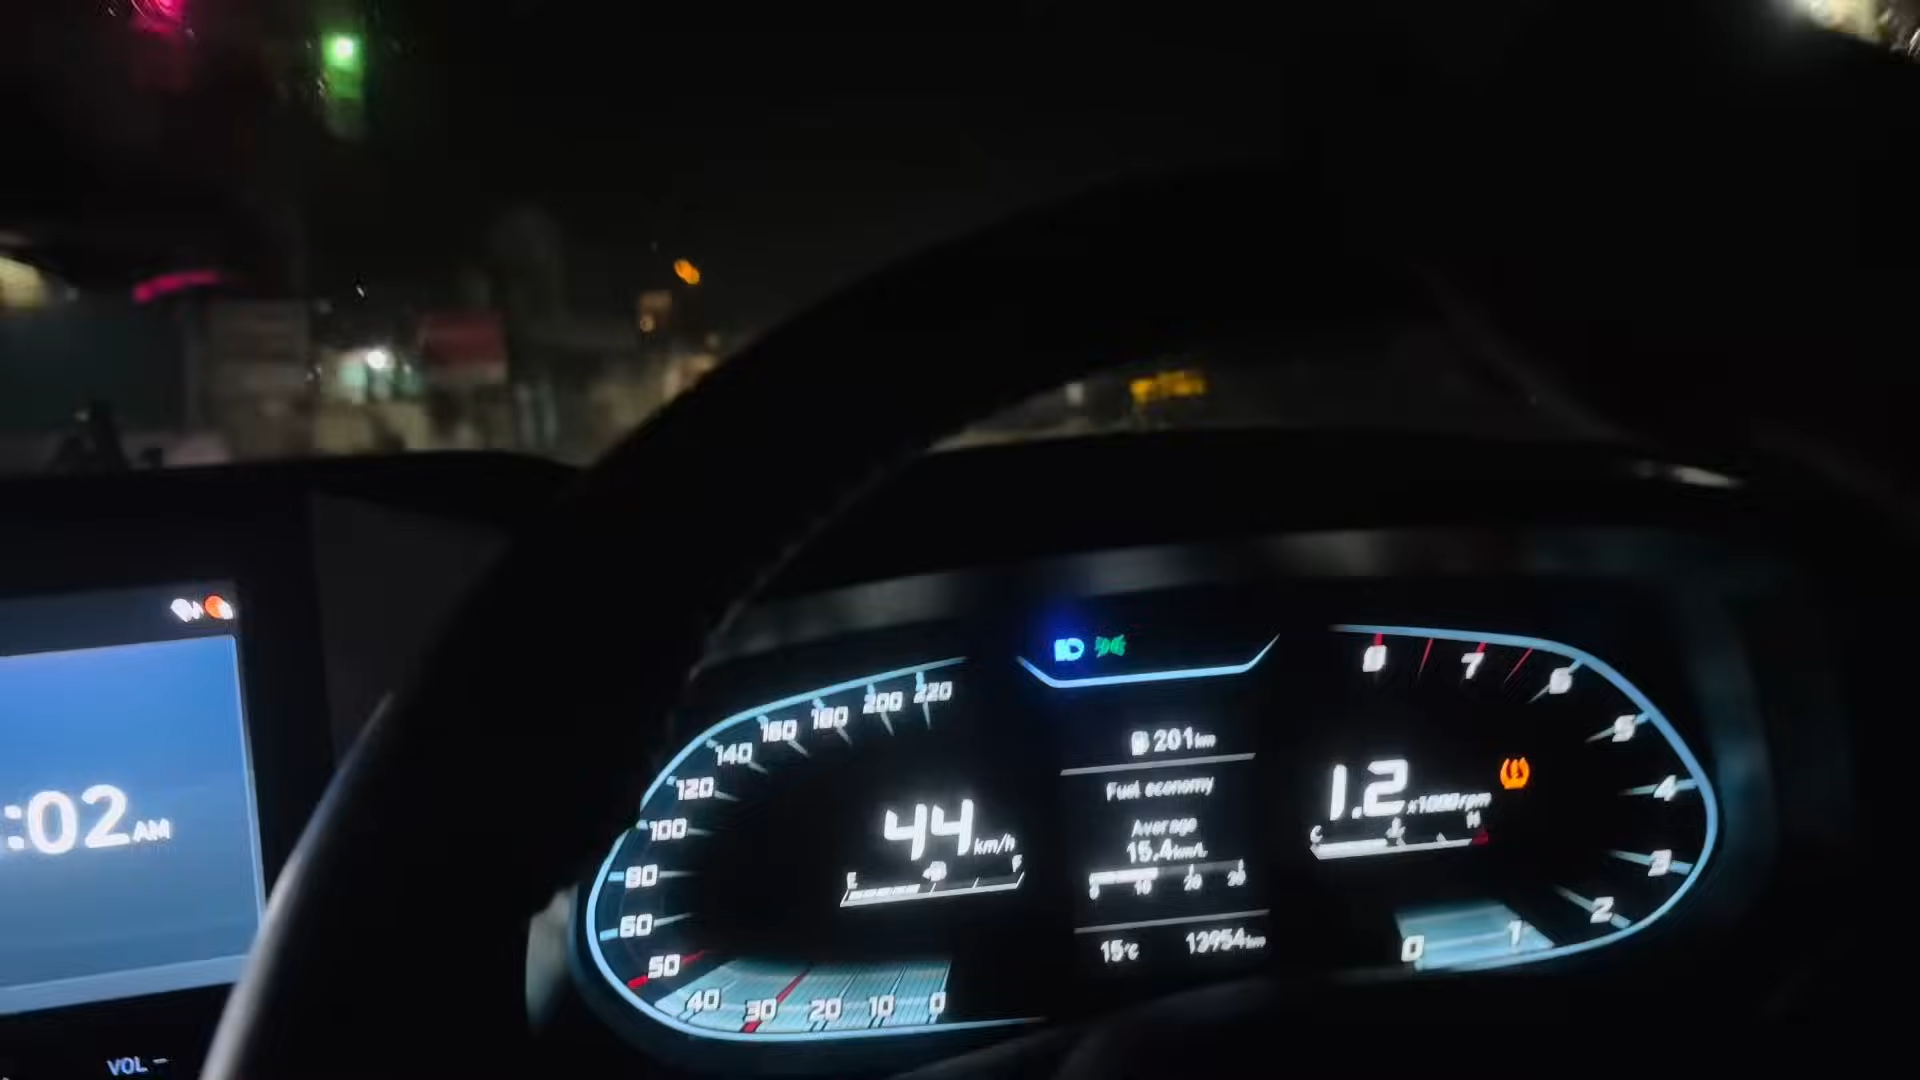 :02 AM
VOL -
220
200
180
160
140
120
100
80
60
50
40
30
20
10
0
44 km/h
E
F
201 km
Fuel economy
Average
15.4 km/L
0 10 20 30
15°C 13954 km
8
7
6
5
4
3
2
1
0
1.2 x1000rpm
C
H